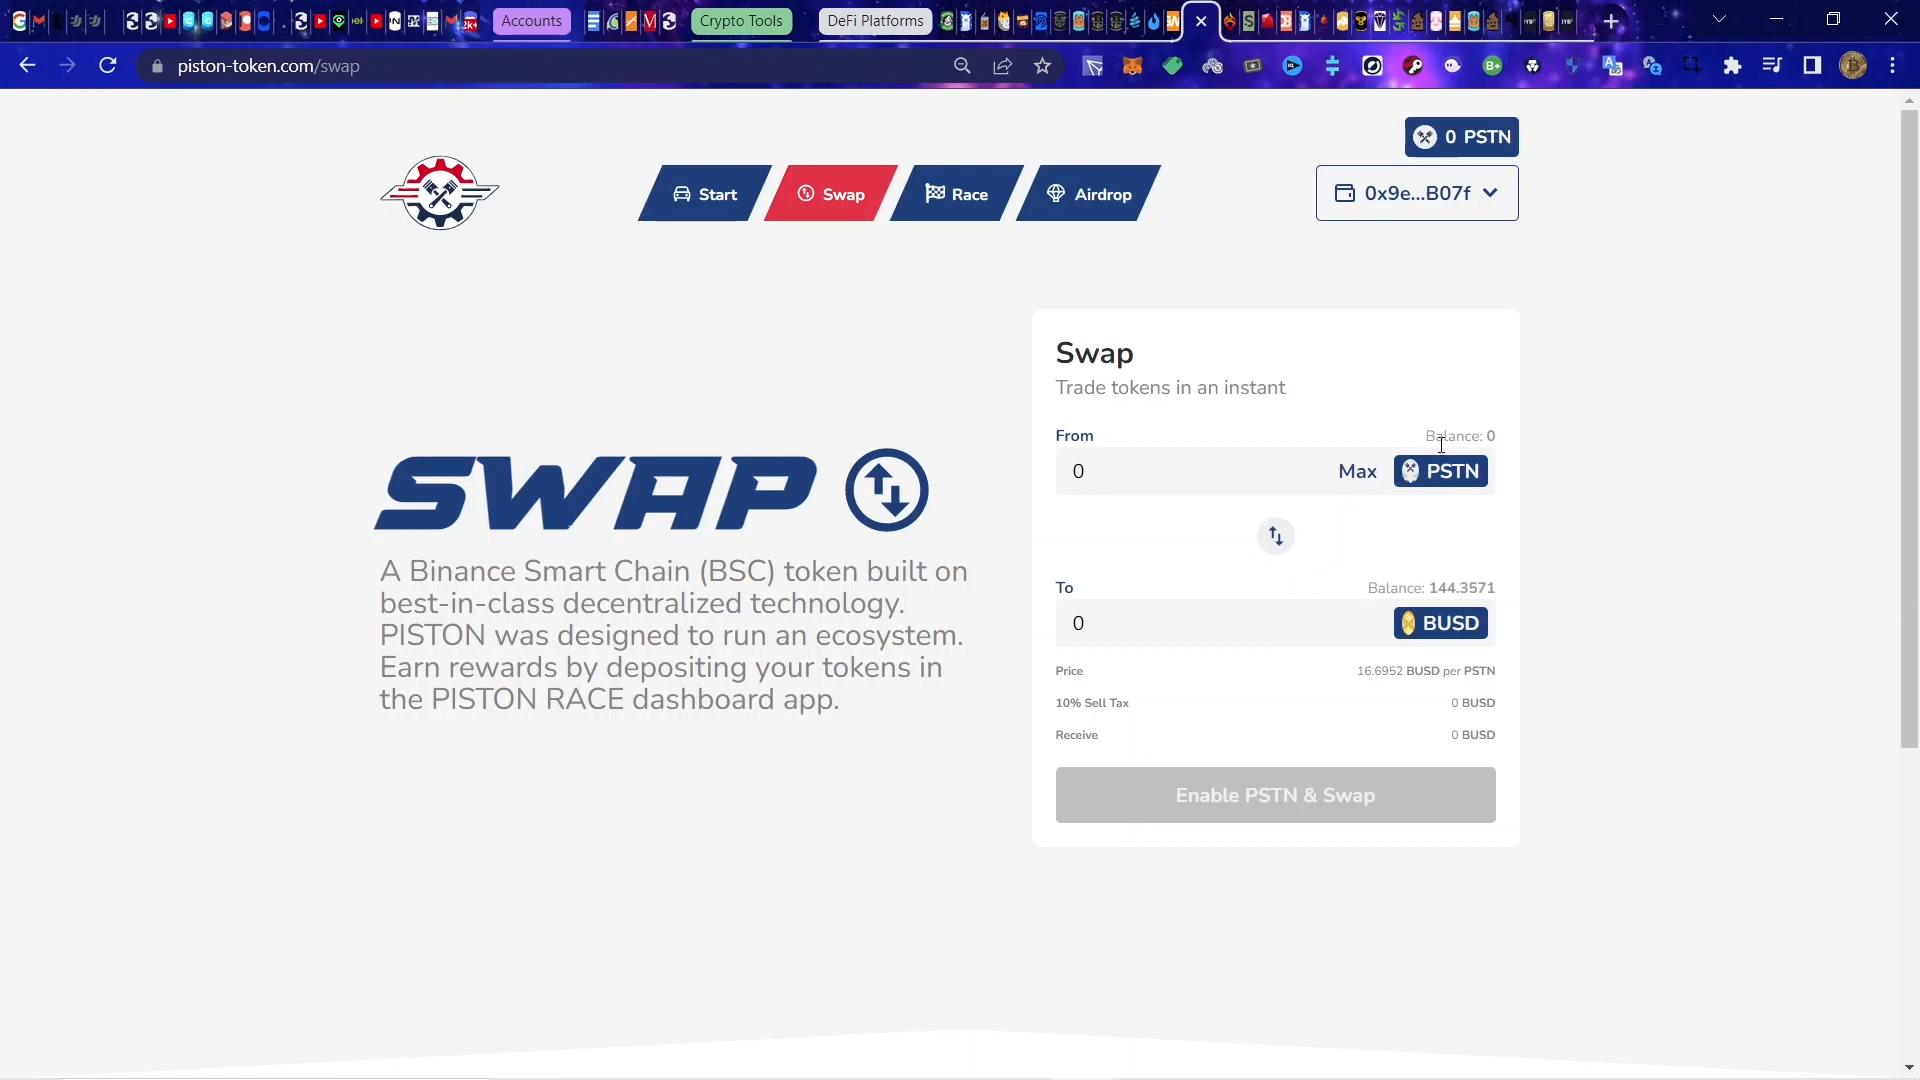 Accounts
Crypto Tools
DeFi Platforms
piston-token.com/swap
0 PSTN
Start
Swap
Race
Airdrop
0x9e...B07f
Swap
Trade tokens in an instant
From
Balance: 0
0
Max
PSTN
To
Balance: 144.3571
0
BUSD
Price
16.6952 BUSD per PSTN
10% Sell Tax
0 BUSD
Receive
0 BUSD
Enable PSTN & Swap
SWAP
A Binance Smart Chain (BSC) token built on
best-in-class decentralized technology.
PISTON was designed to run an ecosystem.
Earn rewards by depositing your tokens in
the PISTON RACE dashboard app.